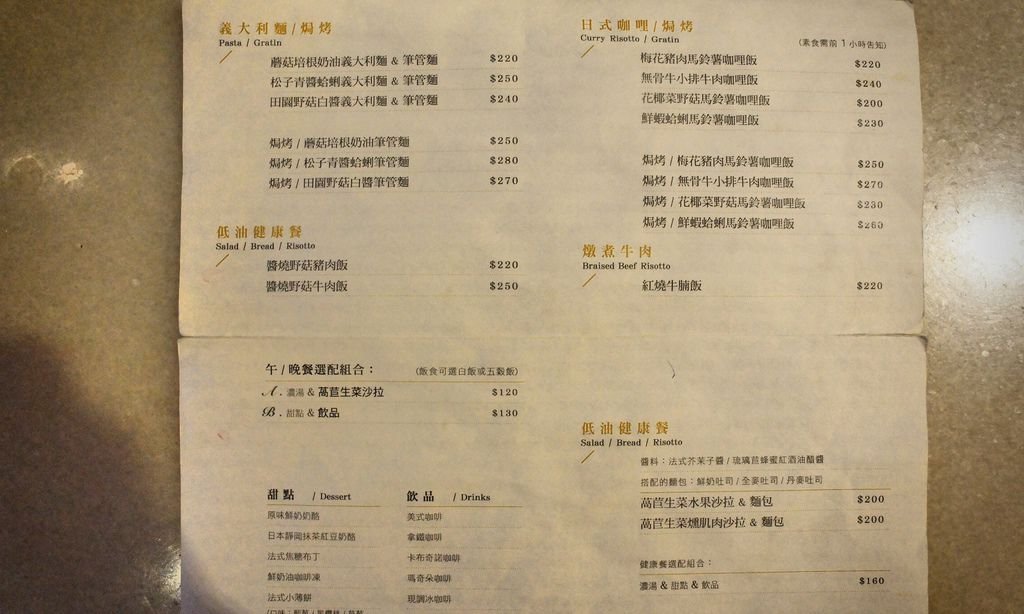 義大利麵/焗烤
Pasta / Gratin
蘑菇培根奶油義大利麵 & 筆管麵 $220
松子青醬蛤蜊義大利麵 & 筆管麵 $250
田園野菇白醬義大利麵 & 筆管麵 $240
焗烤 / 蘑菇培根奶油筆管麵 $250
焗烤 / 松子青醬蛤蜊筆管麵 $280
焗烤 / 田園野菇白醬筆管麵 $270
低油健康餐
Salad / Bread / Risotto
醬燒野菇豬肉飯 $220
醬燒野菇牛肉飯 $250
日式咖哩/焗烤
Curry Risotto / Gratin (素食需前 1 小時告知)
梅花豬肉馬鈴薯咖哩飯 $220
無骨牛小排牛肉咖哩飯 $240
花椰菜野菇馬鈴薯咖哩飯 $200
鮮蝦蛤蜊馬鈴薯咖哩飯 $230
焗烤 / 梅花豬肉馬鈴薯咖哩飯 $250
焗烤 / 無骨牛小排牛肉咖哩飯 $270
焗烤 / 花椰菜野菇馬鈴薯咖哩飯 $230
焗烤 / 鮮蝦蛤蜊馬鈴薯咖哩飯 $260
燉煮牛肉
Braised Beef Risotto
紅燒牛腩飯 $220
午 / 晚餐選配組合： (飯食可選白飯或五穀飯)
A . 濃湯 & 萵苣生菜沙拉 $120
B . 甜點 & 飲品 $130
甜點 / Dessert
原味鮮奶奶酪
日本靜岡抹茶紅豆奶酪
法式焦糖布丁
鮮奶油咖啡凍
法式小薄餅
飲品 / Drinks
美式咖啡
拿鐵咖啡
卡布奇諾咖啡
瑪奇朵咖啡
現調冰咖啡
低油健康餐
Salad / Bread / Risotto
醬料：法式芥茉子醬 / 琉璃苣蜂蜜紅酒油醋醬
搭配的麵包：鮮奶吐司 / 全麥吐司 / 丹麥吐司
萵苣生菜水果沙拉 & 麵包 $200
萵苣生菜燻肌肉沙拉 & 麵包 $200
健康餐選配組合：
濃湯 & 甜點 & 飲品 $160